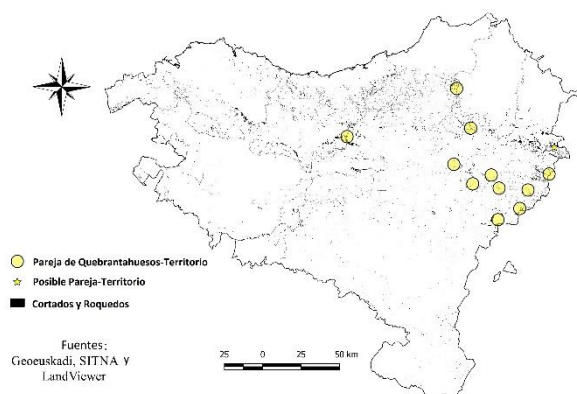 Pareja de Quebrantahuesos-Territorio
Posible Pareja-Territorio
Cortados y Roquedos
Fuentes:
Geoeuskadi, SITNA y
LandViewer
25 0 25 50 km